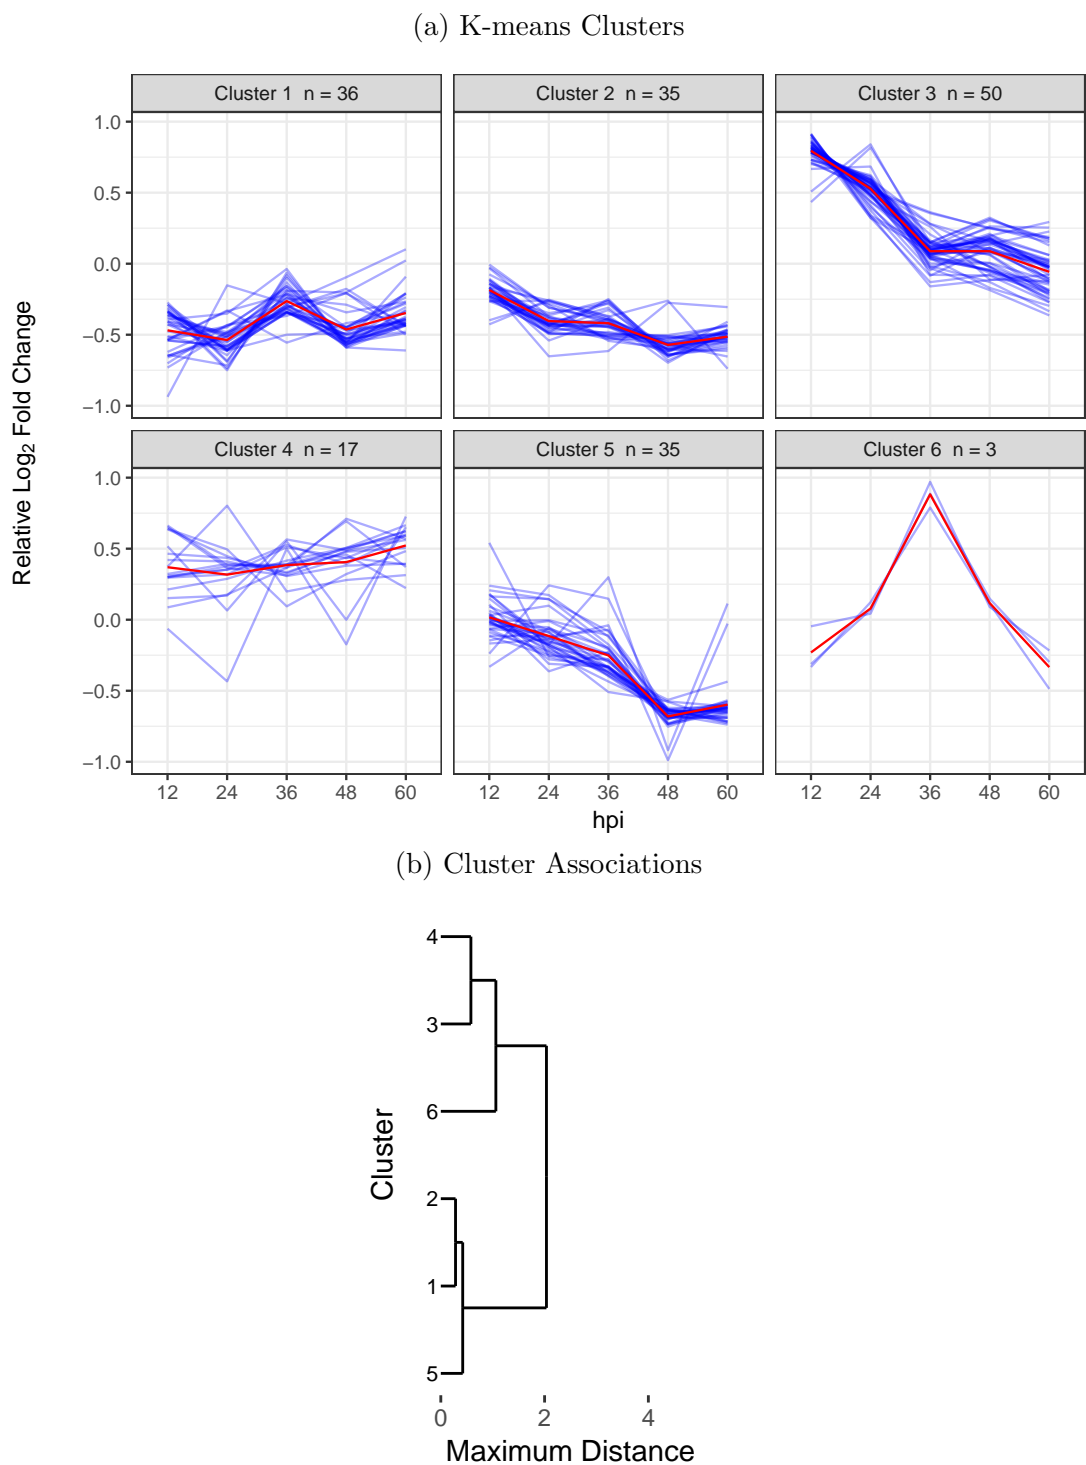 (a) K-means Clusters
Cluster 1 n = 36
Cluster 2 n = 35
Cluster 3 n = 50
1.0
0.5
0.0
−0.5
−1.0
Relative Log₂ Fold Change
Cluster 4 n = 17
Cluster 5 n = 35
Cluster 6 n = 3
1.0
0.5
0.0
−0.5
−1.0
12 24 36 48 60
12 24 36 48 60
12 24 36 48 60
hpi
(b) Cluster Associations
4
3
6
2
1
5
Cluster
0 2 4
Maximum Distance